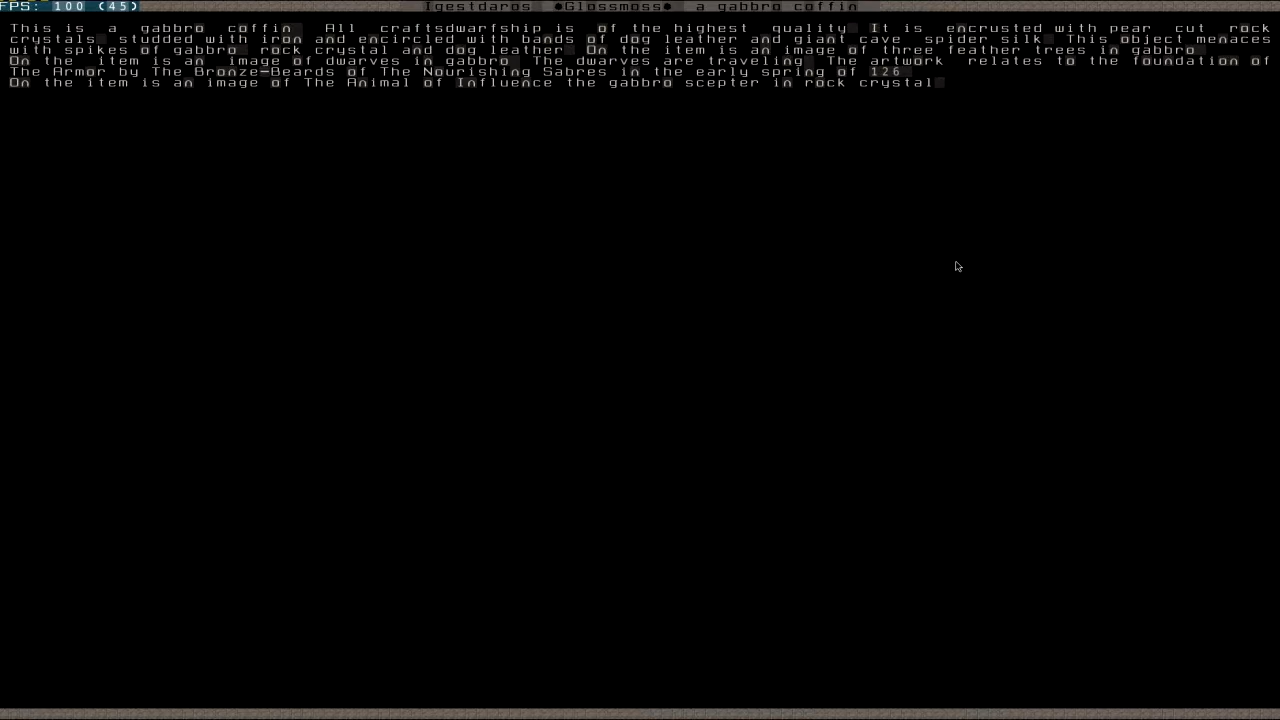 FPS: 100 (45) Igestdaros •Glossmoss• a gabbro coffin
This is a gabbro coffin All craftsdwarfship is of the highest quality It is encrusted with pear cut rock
crystals studded with iron and encircled with bands of dog leather and giant cave spider silk This object menaces
with spikes of gabbro rock crystal and dog leather On the item is an image of three feather trees in gabbro
On the item is an image of dwarves in gabbro The dwarves are traveling The artwork relates to the foundation of
The Armor by The Bronze-Beards of The Nourishing Sabres in the early spring of 126
On the item is an image of The Animal of Influence the gabbro scepter in rock crystal